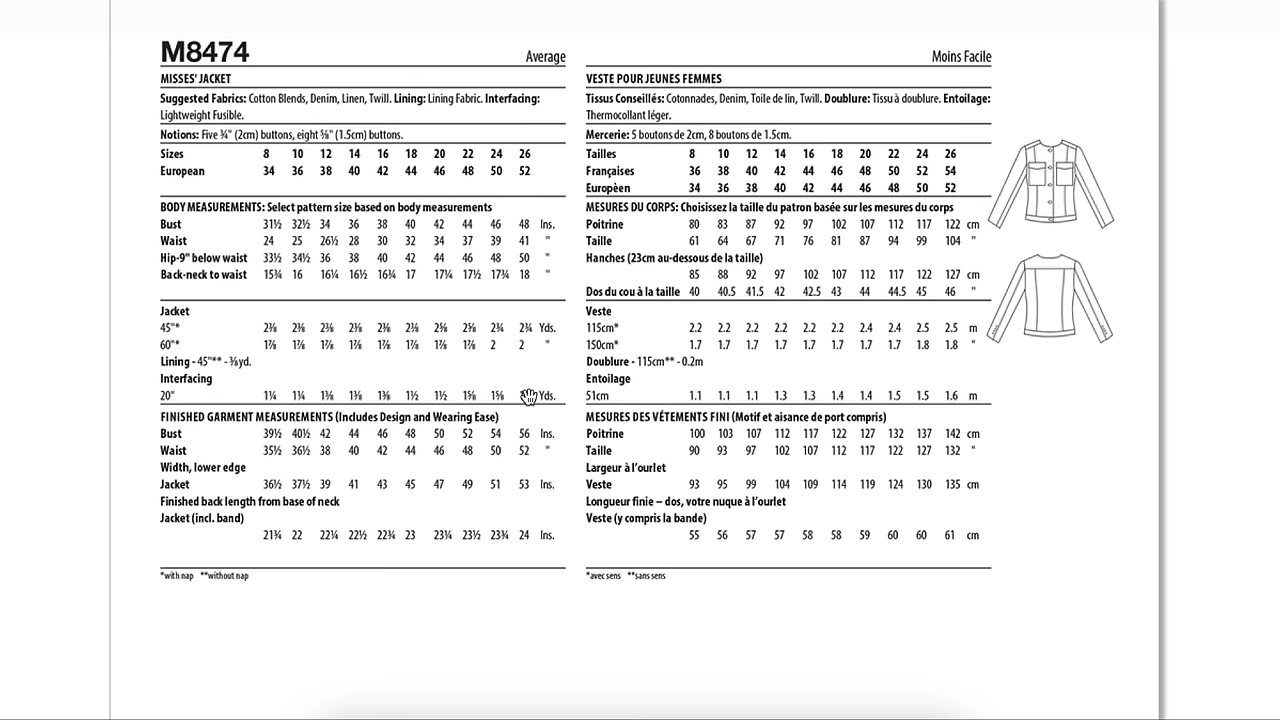 M8474 Average
MISSES' JACKET
Suggested Fabrics: Cotton Blends, Denim, Linen, Twill. Lining: Lining Fabric. Interfacing:
Lightweight Fusible.
Notions: Five ¾" (2cm) buttons, eight ⅝" (1.5cm) buttons.
Sizes 8 10 12 14 16 18 20 22 24 26
European 34 36 38 40 42 44 46 48 50 52
BODY MEASUREMENTS: Select pattern size based on body measurements
Bust 31½ 32½ 34 36 38 40 42 44 46 48 Ins.
Waist 24 25 26½ 28 30 32 34 37 39 41 "
Hip-9" below waist 33½ 34½ 36 38 40 42 44 46 48 50 "
Back-neck to waist 15¾ 16 16¼ 16½ 16¾ 17 17¼ 17½ 17¾ 18 "
Jacket
45"* 2⅜ 2⅜ 2⅜ 2⅜ 2⅜ 2⅜ 2⅝ 2⅝ 2¾ 2¾ Yds.
60"* 1⅞ 1⅞ 1⅞ 1⅞ 1⅞ 1⅞ 1⅞ 1⅞ 2 2 "
Lining - 45"** - ⅜yd.
Interfacing
20" 1¼ 1¼ 1⅜ 1⅜ 1⅜ 1½ 1½ 1⅝ 1⅝ Yds.
FINISHED GARMENT MEASUREMENTS (Includes Design and Wearing Ease)
Bust 39½ 40½ 42 44 46 48 50 52 54 56 Ins.
Waist 35½ 36½ 38 40 42 44 46 48 50 52 "
Width, lower edge
Jacket 36½ 37½ 39 41 43 45 47 49 51 53 Ins.
Finished back length from base of neck
Jacket (incl. band)
21¾ 22 22¼ 22½ 22¾ 23 23¼ 23½ 23¾ 24 Ins.
*with nap **without nap
Moins Facile
VESTE POUR JEUNES FEMMES
Tissus Conseillés: Cotonnades, Denim, Toile de lin, Twill. Doublure: Tissu à doublure. Entoilage:
Thermocollant léger.
Mercerie: 5 boutons de 2cm, 8 boutons de 1.5cm.
Tailles 8 10 12 14 16 18 20 22 24 26
Françaises 36 38 40 42 44 46 48 50 52 54
Europèen 34 36 38 40 42 44 46 48 50 52
MESURES DU CORPS: Choisissez la taille du patron basée sur les mesures du corps
Poitrine 80 83 87 92 97 102 107 112 117 122 cm
Taille 61 64 67 71 76 81 87 94 99 104 "
Hanches (23cm au-dessous de la taille)
85 88 92 97 102 107 112 117 122 127 cm
Dos du cou à la taille 40 40.5 41.5 42 42.5 43 44 44.5 45 46 "
Veste
115cm* 2.2 2.2 2.2 2.2 2.2 2.2 2.4 2.4 2.5 2.5 m
150cm* 1.7 1.7 1.7 1.7 1.7 1.7 1.7 1.7 1.8 1.8 "
Doublure - 115cm** - 0.2m
Entoilage
51cm 1.1 1.1 1.1 1.3 1.3 1.4 1.4 1.5 1.5 1.6 m
MESURES DES VÉTEMENTS FINI (Motif et aisance de port compris)
Poitrine 100 103 107 112 117 122 127 132 137 142 cm
Taille 90 93 97 102 107 112 117 122 127 132 "
Largeur à l'ourlet
Veste 93 95 99 104 109 114 119 124 130 135 cm
Longueur finie – dos, votre nuque à l'ourlet
Veste (y compris la bande)
55 56 57 57 58 58 59 60 60 61 cm
*avec sens **sans sens